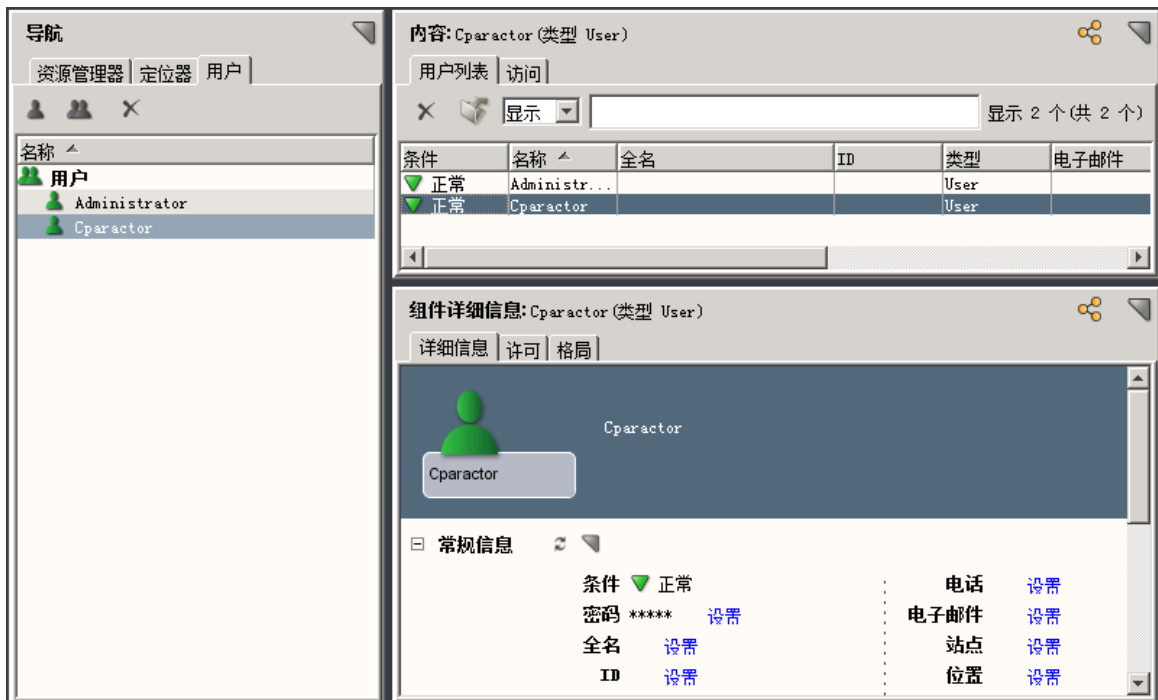 导航
资源管理器 定位器 用户
名称
用户
Administrator
Cparactor
内容:Cparactor(类型 User)
用户列表 访问
显示 显示 2 个(共 2 个)
条件 名称 全名 ID 类型 电子邮件
正常 Administr... User
正常 Cparactor User
组件详细信息:Cparactor(类型 User)
详细信息 许可 格局
Cparactor
Cparactor
常规信息
条件 正常 电话 设置
密码 ***** 设置 电子邮件 设置
全名 设置 站点 设置
ID 设置 位置 设置